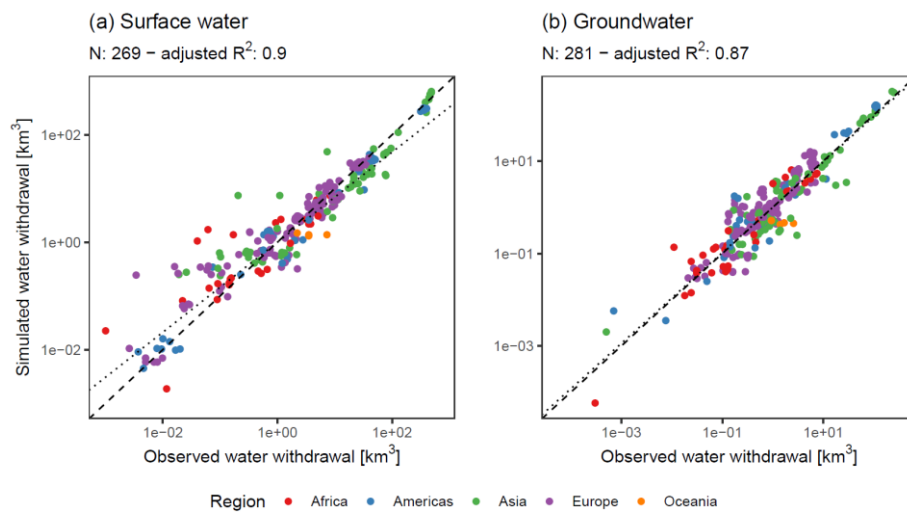 (a) Surface water
N: 269 − adjusted R²: 0.9
Simulated water withdrawal [km³]
1e+02
1e+00
1e−02
1e−02 1e+00 1e+02
Observed water withdrawal [km³]
(b) Groundwater
N: 281 − adjusted R²: 0.87
1e+01
1e−01
1e−03
1e−03 1e−01 1e+01
Observed water withdrawal [km³]
Region Africa Americas Asia Europe Oceania